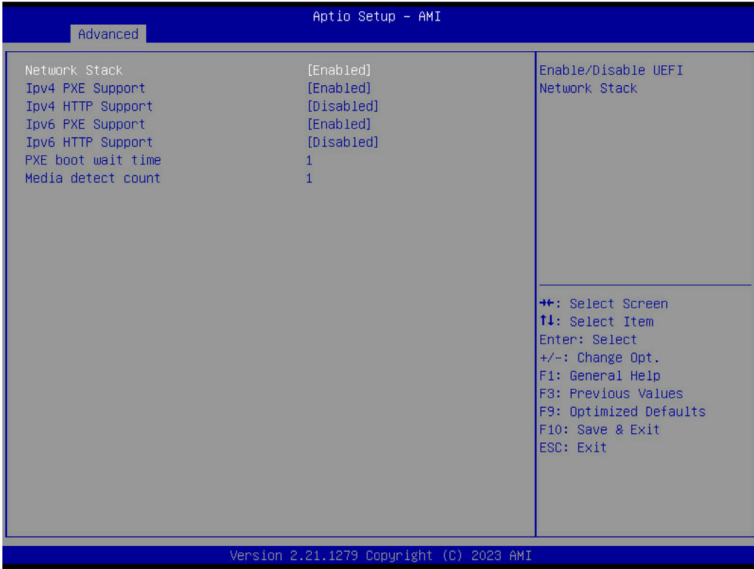 Aptio Setup – AMI
Advanced
Network Stack [Enabled]
Ipv4 PXE Support [Enabled]
Ipv4 HTTP Support [Disabled]
Ipv6 PXE Support [Enabled]
Ipv6 HTTP Support [Disabled]
PXE boot wait time 1
Media detect count 1
Enable/Disable UEFI
Network Stack
→←: Select Screen
↑↓: Select Item
Enter: Select
+/-: Change Opt.
F1: General Help
F3: Previous Values
F9: Optimized Defaults
F10: Save & Exit
ESC: Exit
Version 2.21.1279 Copyright (C) 2023 AMI